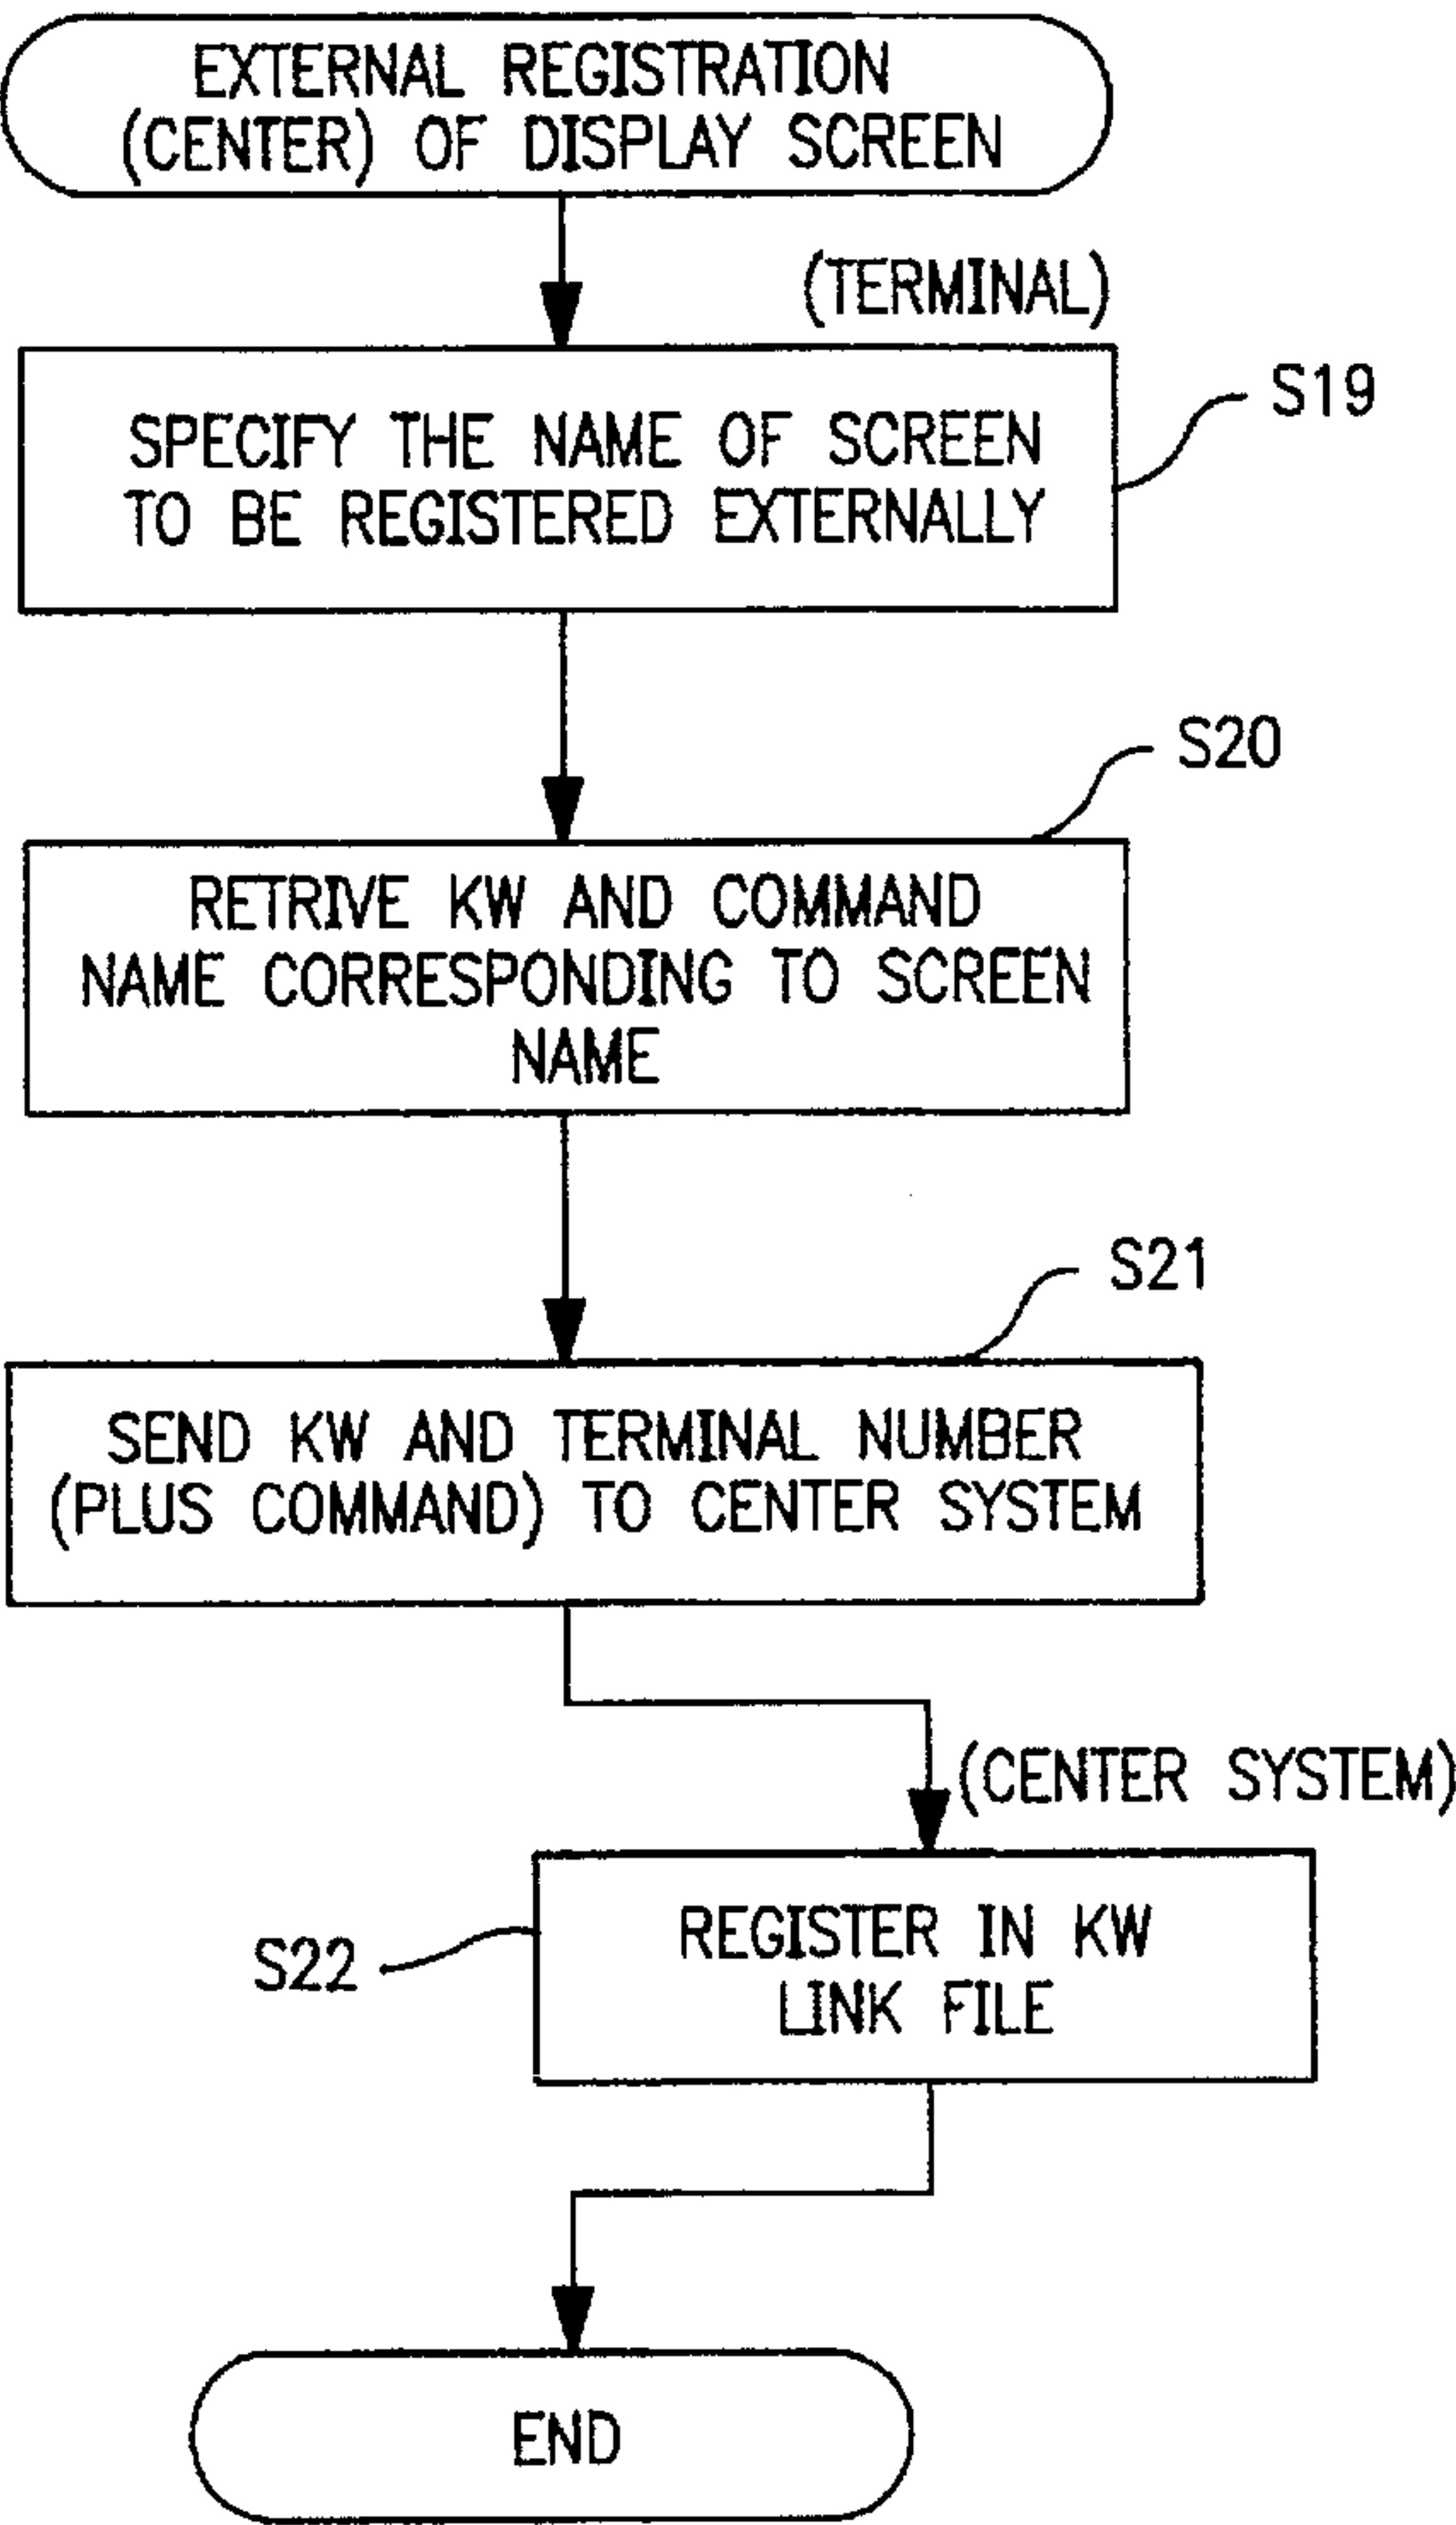 EXTERNAL REGISTRATION
(CENTER) OF DISPLAY SCREEN
(TERMINAL)
S19
SPECIFY THE NAME OF SCREEN
TO BE REGISTERED EXTERNALLY
S20
RETRIVE KW AND COMMAND
NAME CORRESPONDING TO SCREEN
NAME
S21
SEND KW AND TERMINAL NUMBER
(PLUS COMMAND) TO CENTER SYSTEM
(CENTER SYSTEM)
S22
REGISTER IN KW
LINK FILE
END